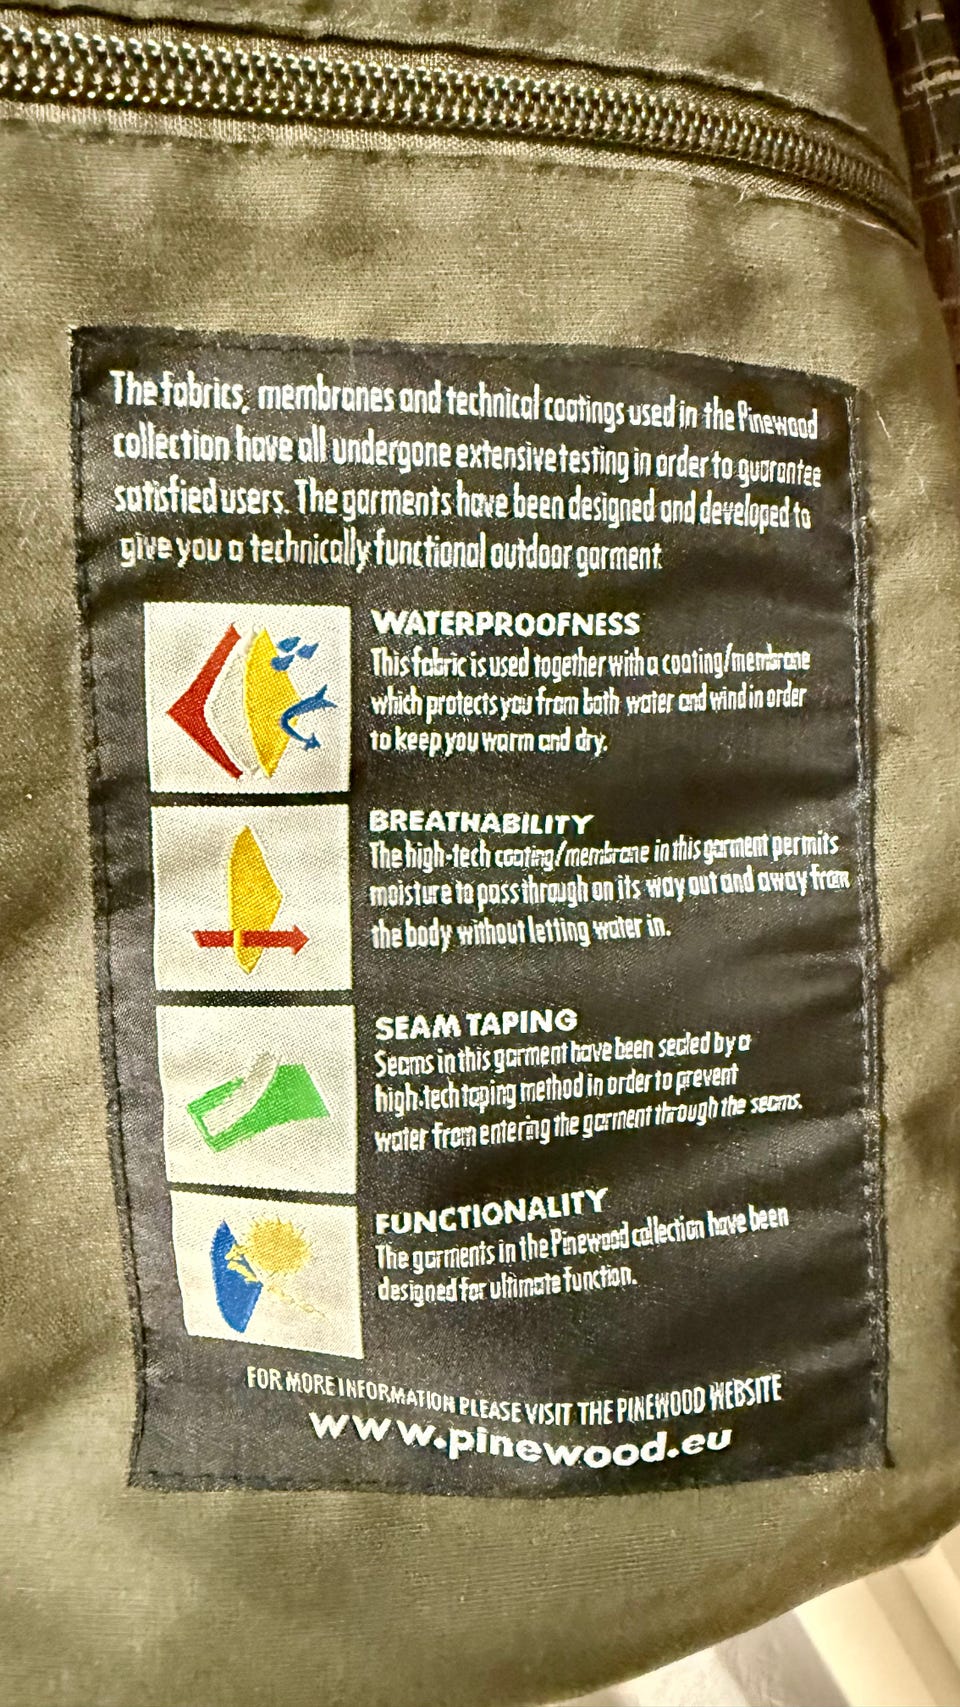 The fabrics, membranes and technical coatings used in the Pinewood
collection have all undergone extensive testing in order to guarantee
satisfied users. The garments have been designed and developed to
give you a technically functional outdoor garment.
WATERPROOFNESS
This fabric is used together with a coating/membrane
which protects you from both water and wind in order
to keep you warm and dry.
BREATHABILITY
The high-tech coating/membrane in this garment permits
moisture to pass through on its way out and away from
the body without letting water in.
SEAM TAPING
Seams in this garment have been sealed by a
high-tech taping method in order to prevent
water from entering the garment through the seams.
FUNCTIONALITY
The garments in the Pinewood collection have been
designed for ultimate function.
FOR MORE INFORMATION PLEASE VISIT THE PINEWOOD WEBSITE
www.pinewood.eu